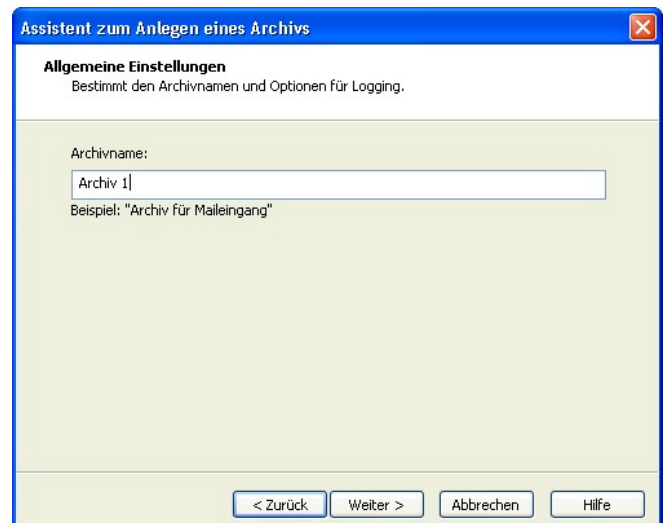 Assistent zum Anlegen eines Archivs
Allgemeine Einstellungen
Bestimmt den Archivnamen und Optionen für Logging.
Archivname:
Archiv 1
Beispiel: "Archiv für Maileingang"
< Zurück Weiter > Abbrechen Hilfe